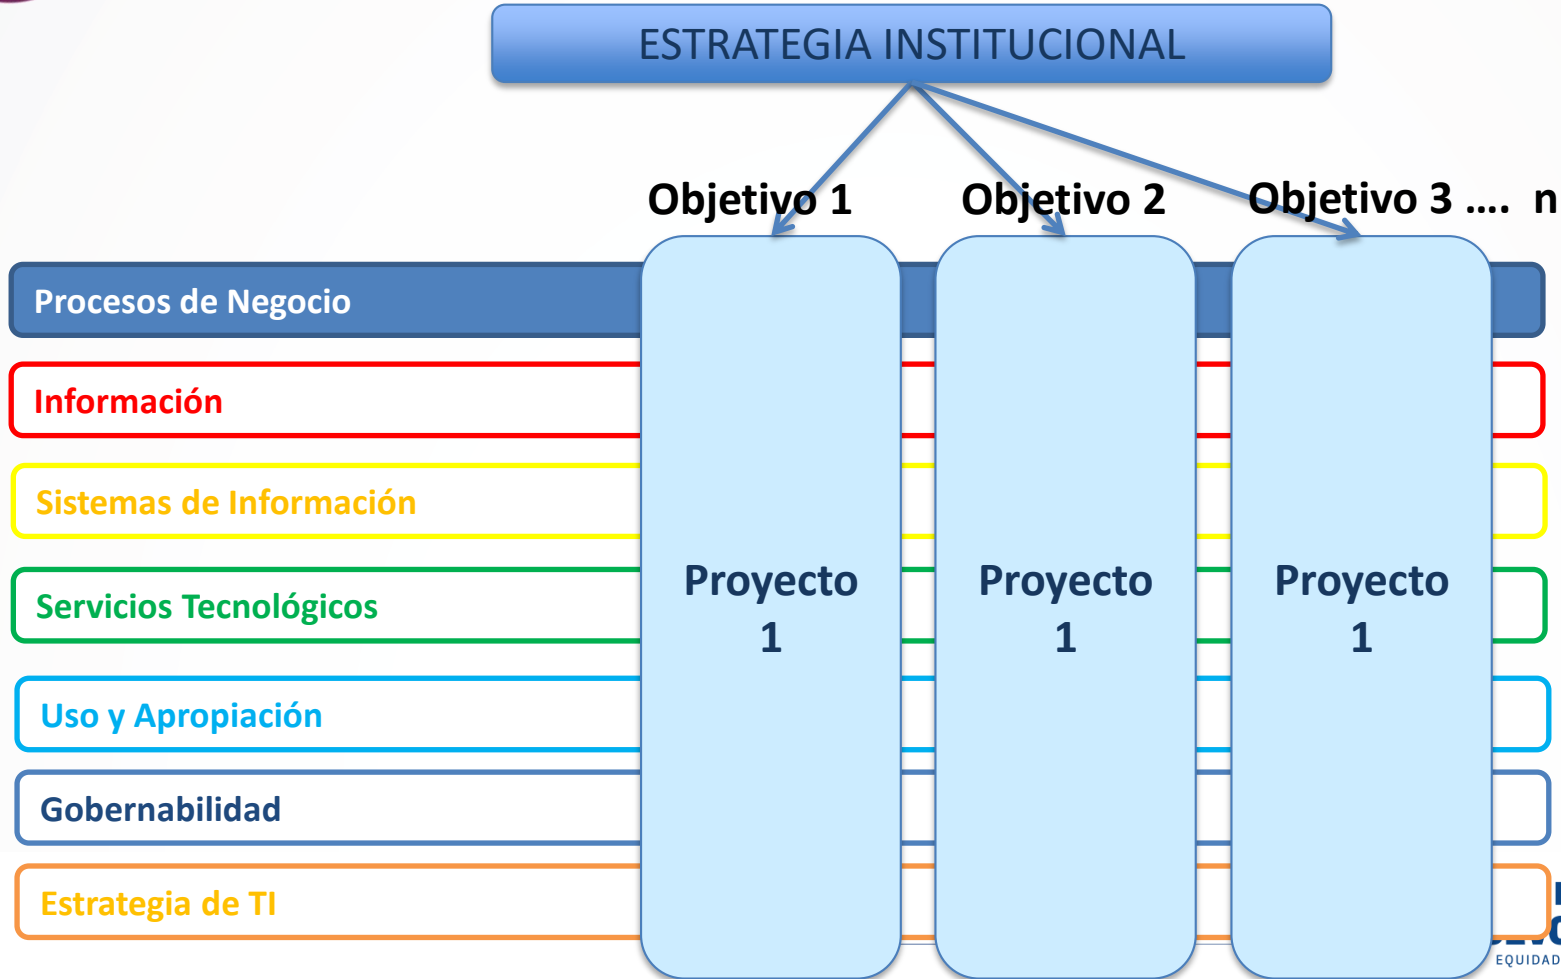 ESTRATEGIA INSTITUCIONAL
Objetivo 1
Objetivo 2
Objetivo 3 .... n
Procesos de Negocio
Información
Sistemas de Información
Servicios Tecnológicos
Uso y Apropiación
Gobernabilidad
Estrategia de TI
Proyecto
1
Proyecto
1
Proyecto
1
EQUIDAD